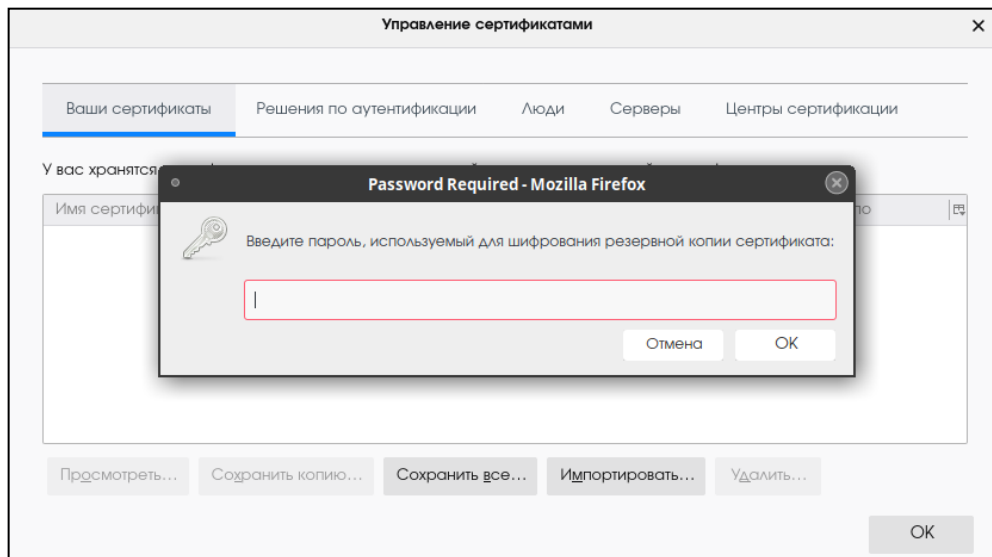 Управление сертификатами
Ваши сертификаты Решения по аутентификации Люди Серверы Центры сертификации
У вас хранятся
Password Required - Mozilla Firefox
Имя
Введите пароль, используемый для шифрования резервной копии сертификата:
Отмена OK
Просмотреть... Сохранить копию... Сохранить все... Импортировать... Удалить...
OK